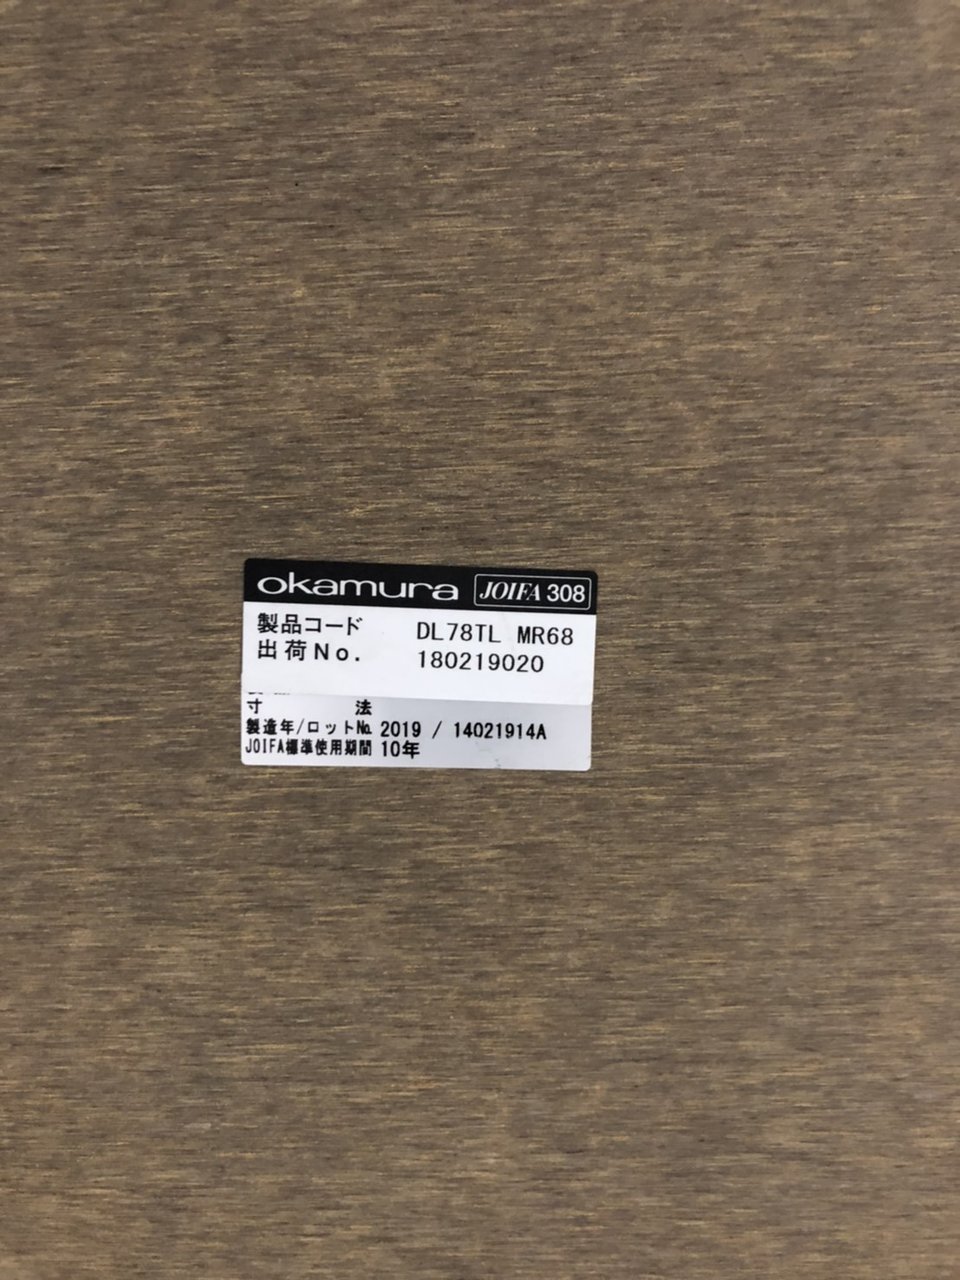 okamura JOIFA 308
製品コード DL78TL MR68
出荷No. 180219020
寸 法
製造年/ロット№ 2019 / 14021914A
JOIFA標準使用期間 10年